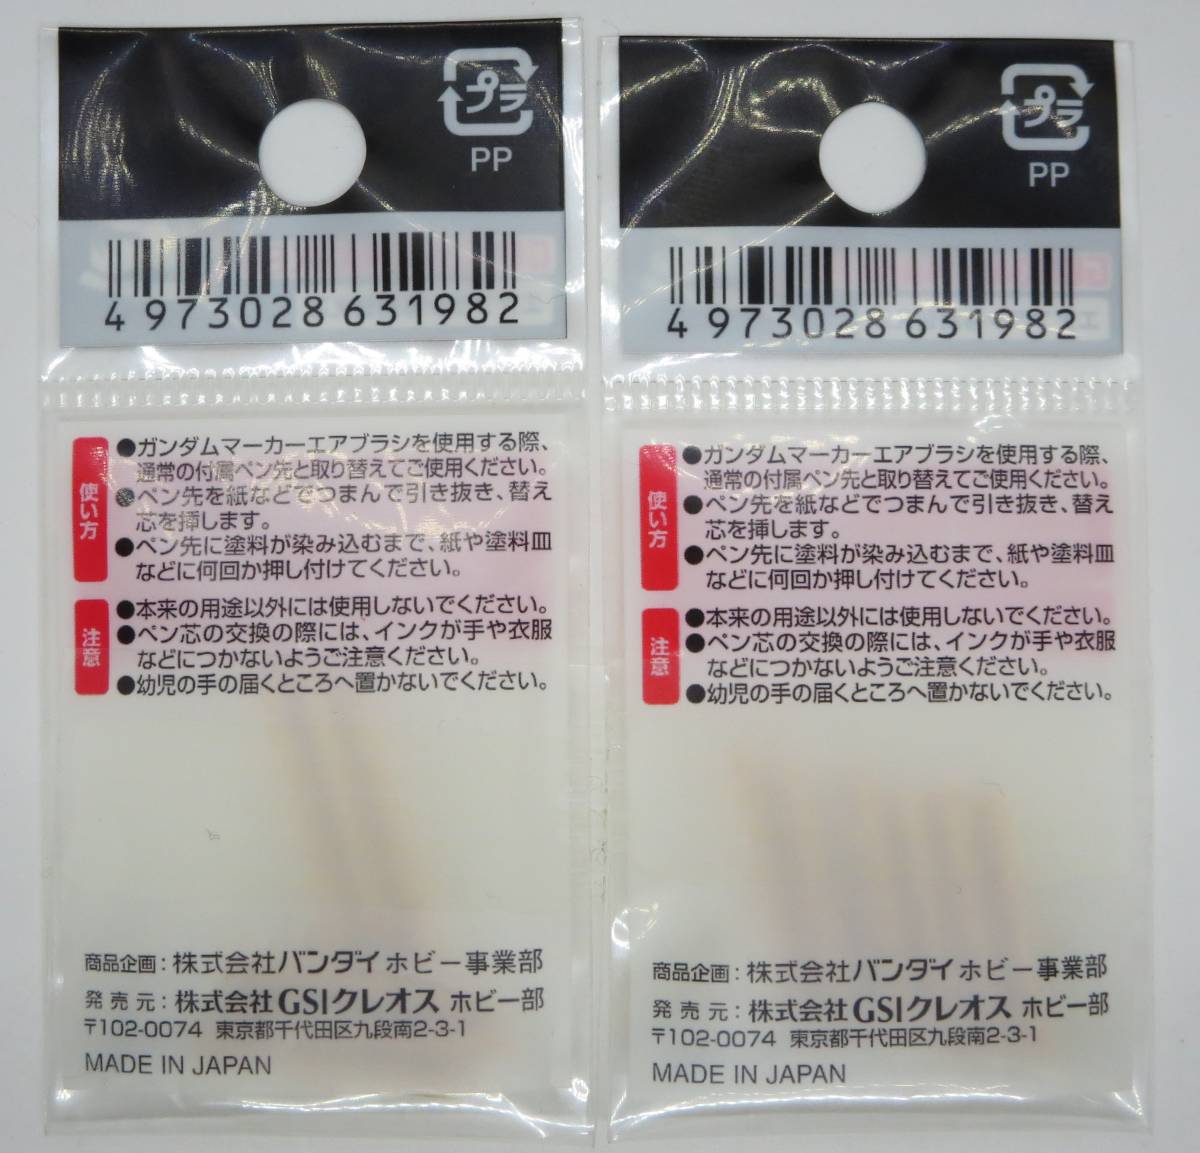 プラ
PP
4 973028 631982
使い方
●ガンダムマーカーエアブラシを使用する際、
通常の付属ペン先と取り替えてご使用ください。
●ペン先を紙などでつまんで引き抜き、替え
芯を挿します。
●ペン先に塗料が染み込むまで、紙や塗料皿
などに何回か押し付けてください。
注意
●本来の用途以外には使用しないでください。
●ペン芯の交換の際には、インクが手や衣服
などにつかないようご注意ください。
●幼児の手の届くところへ置かないでください。
商品企画：株式会社バンダイ ホビー事業部
発売元：株式会社GSIクレオス ホビー部
〒102-0074 東京都千代田区九段南2-3-1
MADE IN JAPAN
プラ
PP
4 973028 631982
使い方
●ガンダムマーカーエアブラシを使用する際、
通常の付属ペン先と取り替えてご使用ください。
●ペン先を紙などでつまんで引き抜き、替え
芯を挿します。
●ペン先に塗料が染み込むまで、紙や塗料皿
などに何回か押し付けてください。
注意
●本来の用途以外には使用しないでください。
●ペン芯の交換の際には、インクが手や衣服
などにつかないようご注意ください。
●幼児の手の届くところへ置かないでください。
商品企画：株式会社バンダイ ホビー事業部
発売元：株式会社GSIクレオス ホビー部
〒102-0074 東京都千代田区九段南2-3-1
MADE IN JAPAN